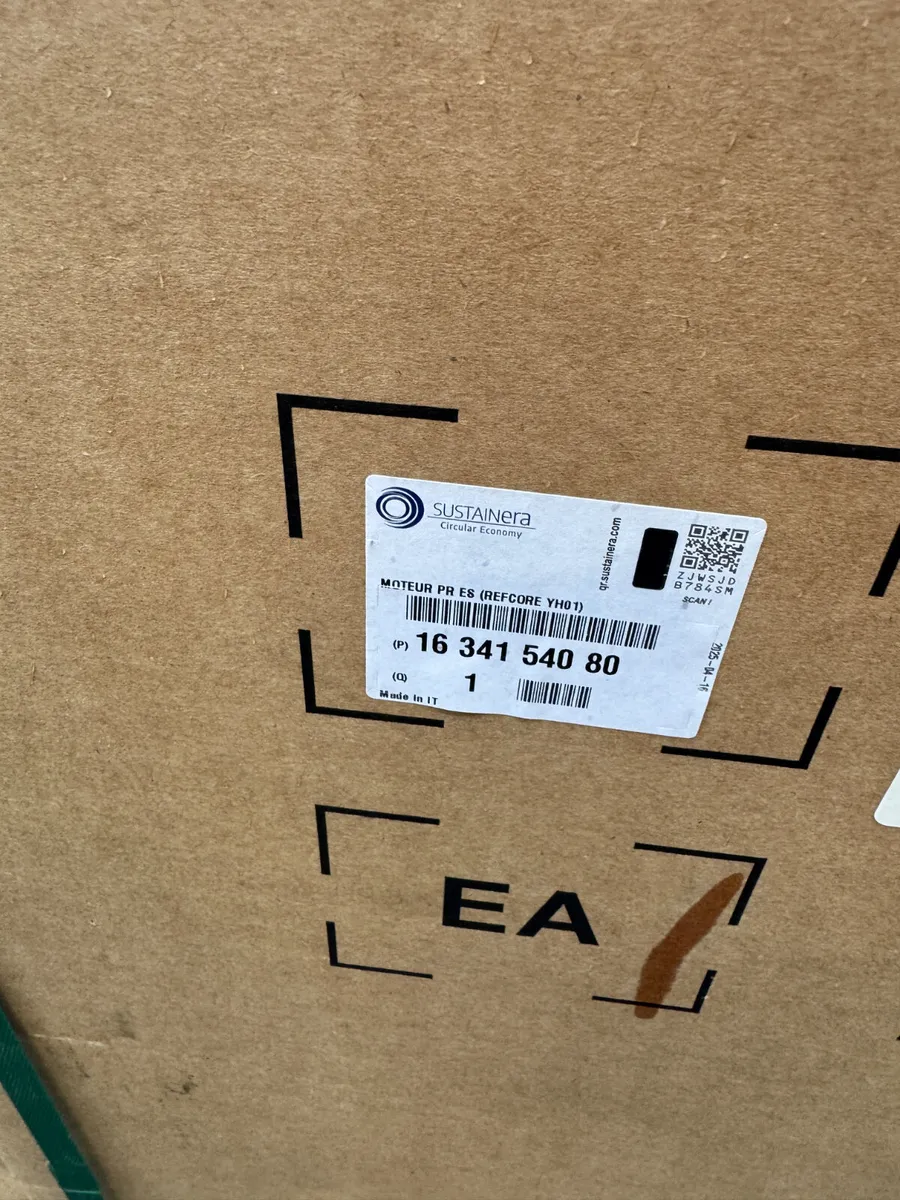 SUSTAINera
Circular Economy
qr.sustainera.com
ZJWSJD
B784SM
SCAN!
MOTEUR PR ES (REFCORE YH01)
(P) 16 341 540 80
(Q) 1
Made in IT
2025-04-16
EA